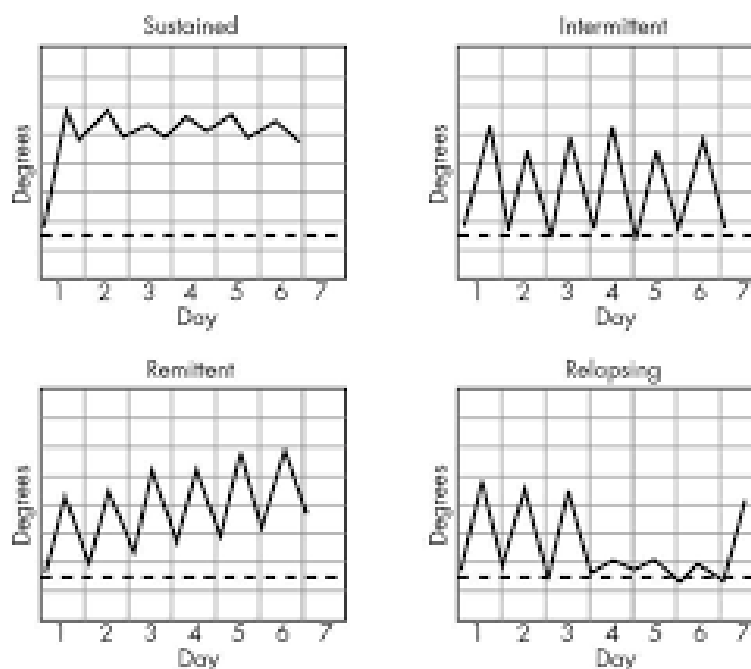 Sustained
Degrees
1 2 3 4 5 6 7
Day
Intermittent
Degrees
1 2 3 4 5 6 7
Day
Remittent
Degrees
1 2 3 4 5 6 7
Day
Relapsing
Degrees
1 2 3 4 5 6 7
Day